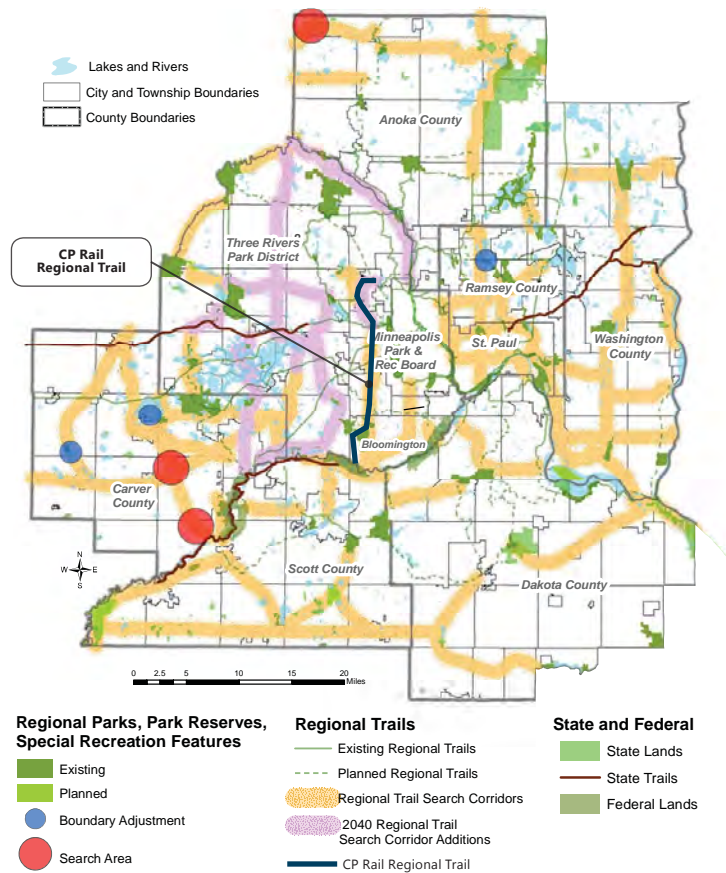 Lakes and Rivers
City and Township Boundaries
County Boundaries
Anoka County
CP Rail
Regional Trail
Three Rivers
Park District
Ramsey County
Minneapolis
Park &
Rec Board
St. Paul
Washington
County
Bloomington
Carver
County
N
W E
S
Scott County
Dakota County
0 2.5 5 10 15 20
Miles
Regional Parks, Park Reserves,
Special Recreation Features
Existing
Planned
Boundary Adjustment
Search Area
Regional Trails
Existing Regional Trails
Planned Regional Trails
Regional Trail Search Corridors
2040 Regional Trail
Search Corridor Additions
CP Rail Regional Trail
State and Federal
State Lands
State Trails
Federal Lands